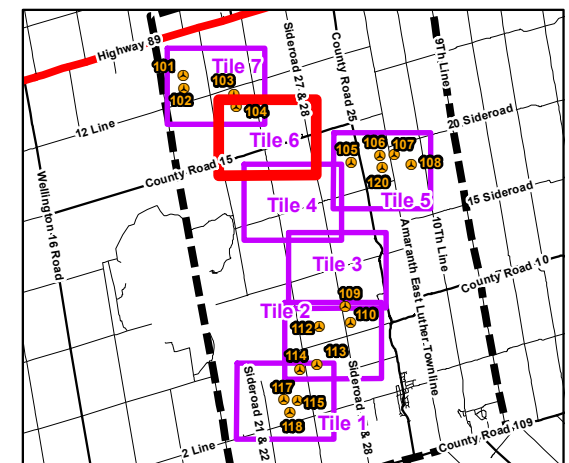 Highway 89
Sideroad 27 & 28
County Road 25
9Th Line
101
Tile 7
103
102
104
12 Line
20 Sideroad
Tile 6
106
107
105
108
County Road 15
120
Wellington 16 Road
Tile 5
15 Sideroad
Tile 4
10Th Line
Amaranth East Luther Townline
Tile 3
County Road 10
109
Tile 2
110
112
113
114
Sideroad 21 & 22
117
115
118
Tile 1
2 Line
County Road 109